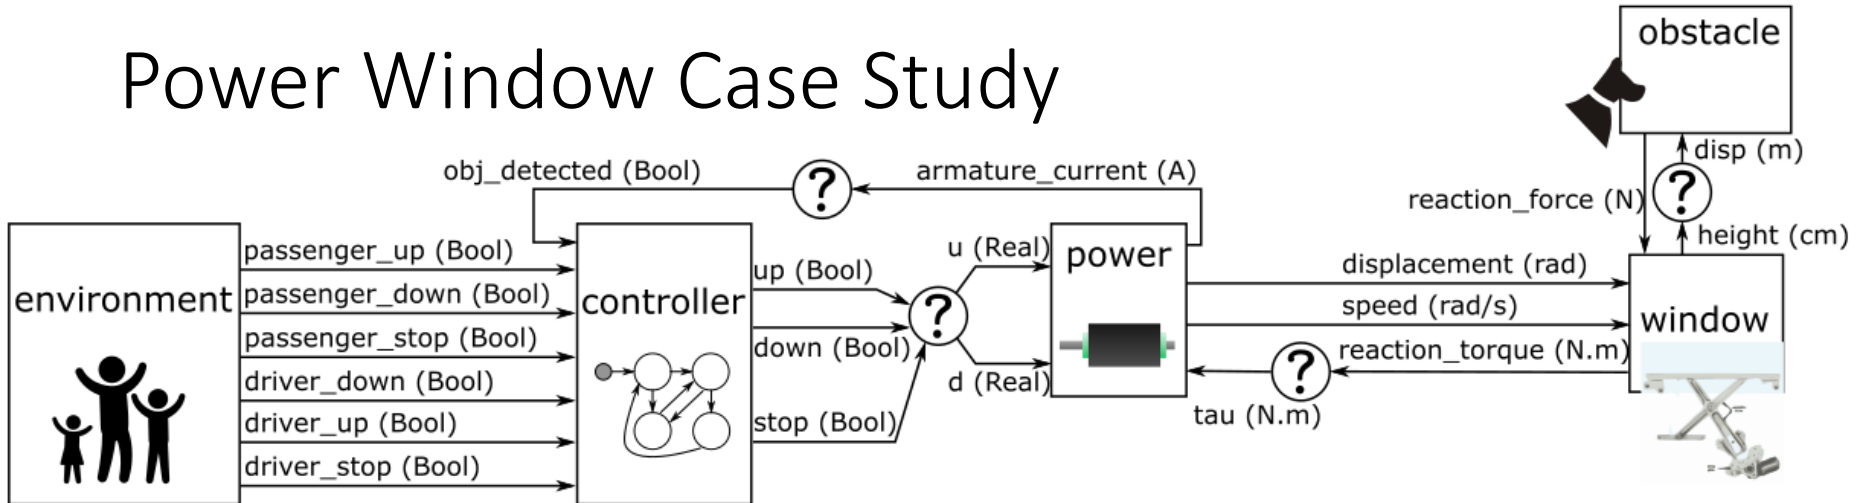 Power Window Case Study
obstacle
disp (m)
reaction_force (N)
?
height (cm)
obj_detected (Bool)
?
armature_current (A)
environment
passenger_up (Bool)
passenger_down (Bool)
passenger_stop (Bool)
driver_down (Bool)
driver_up (Bool)
driver_stop (Bool)
controller
up (Bool)
down (Bool)
stop (Bool)
?
u (Real)
d (Real)
power
displacement (rad)
speed (rad/s)
reaction_torque (N.m)
?
tau (N.m)
window